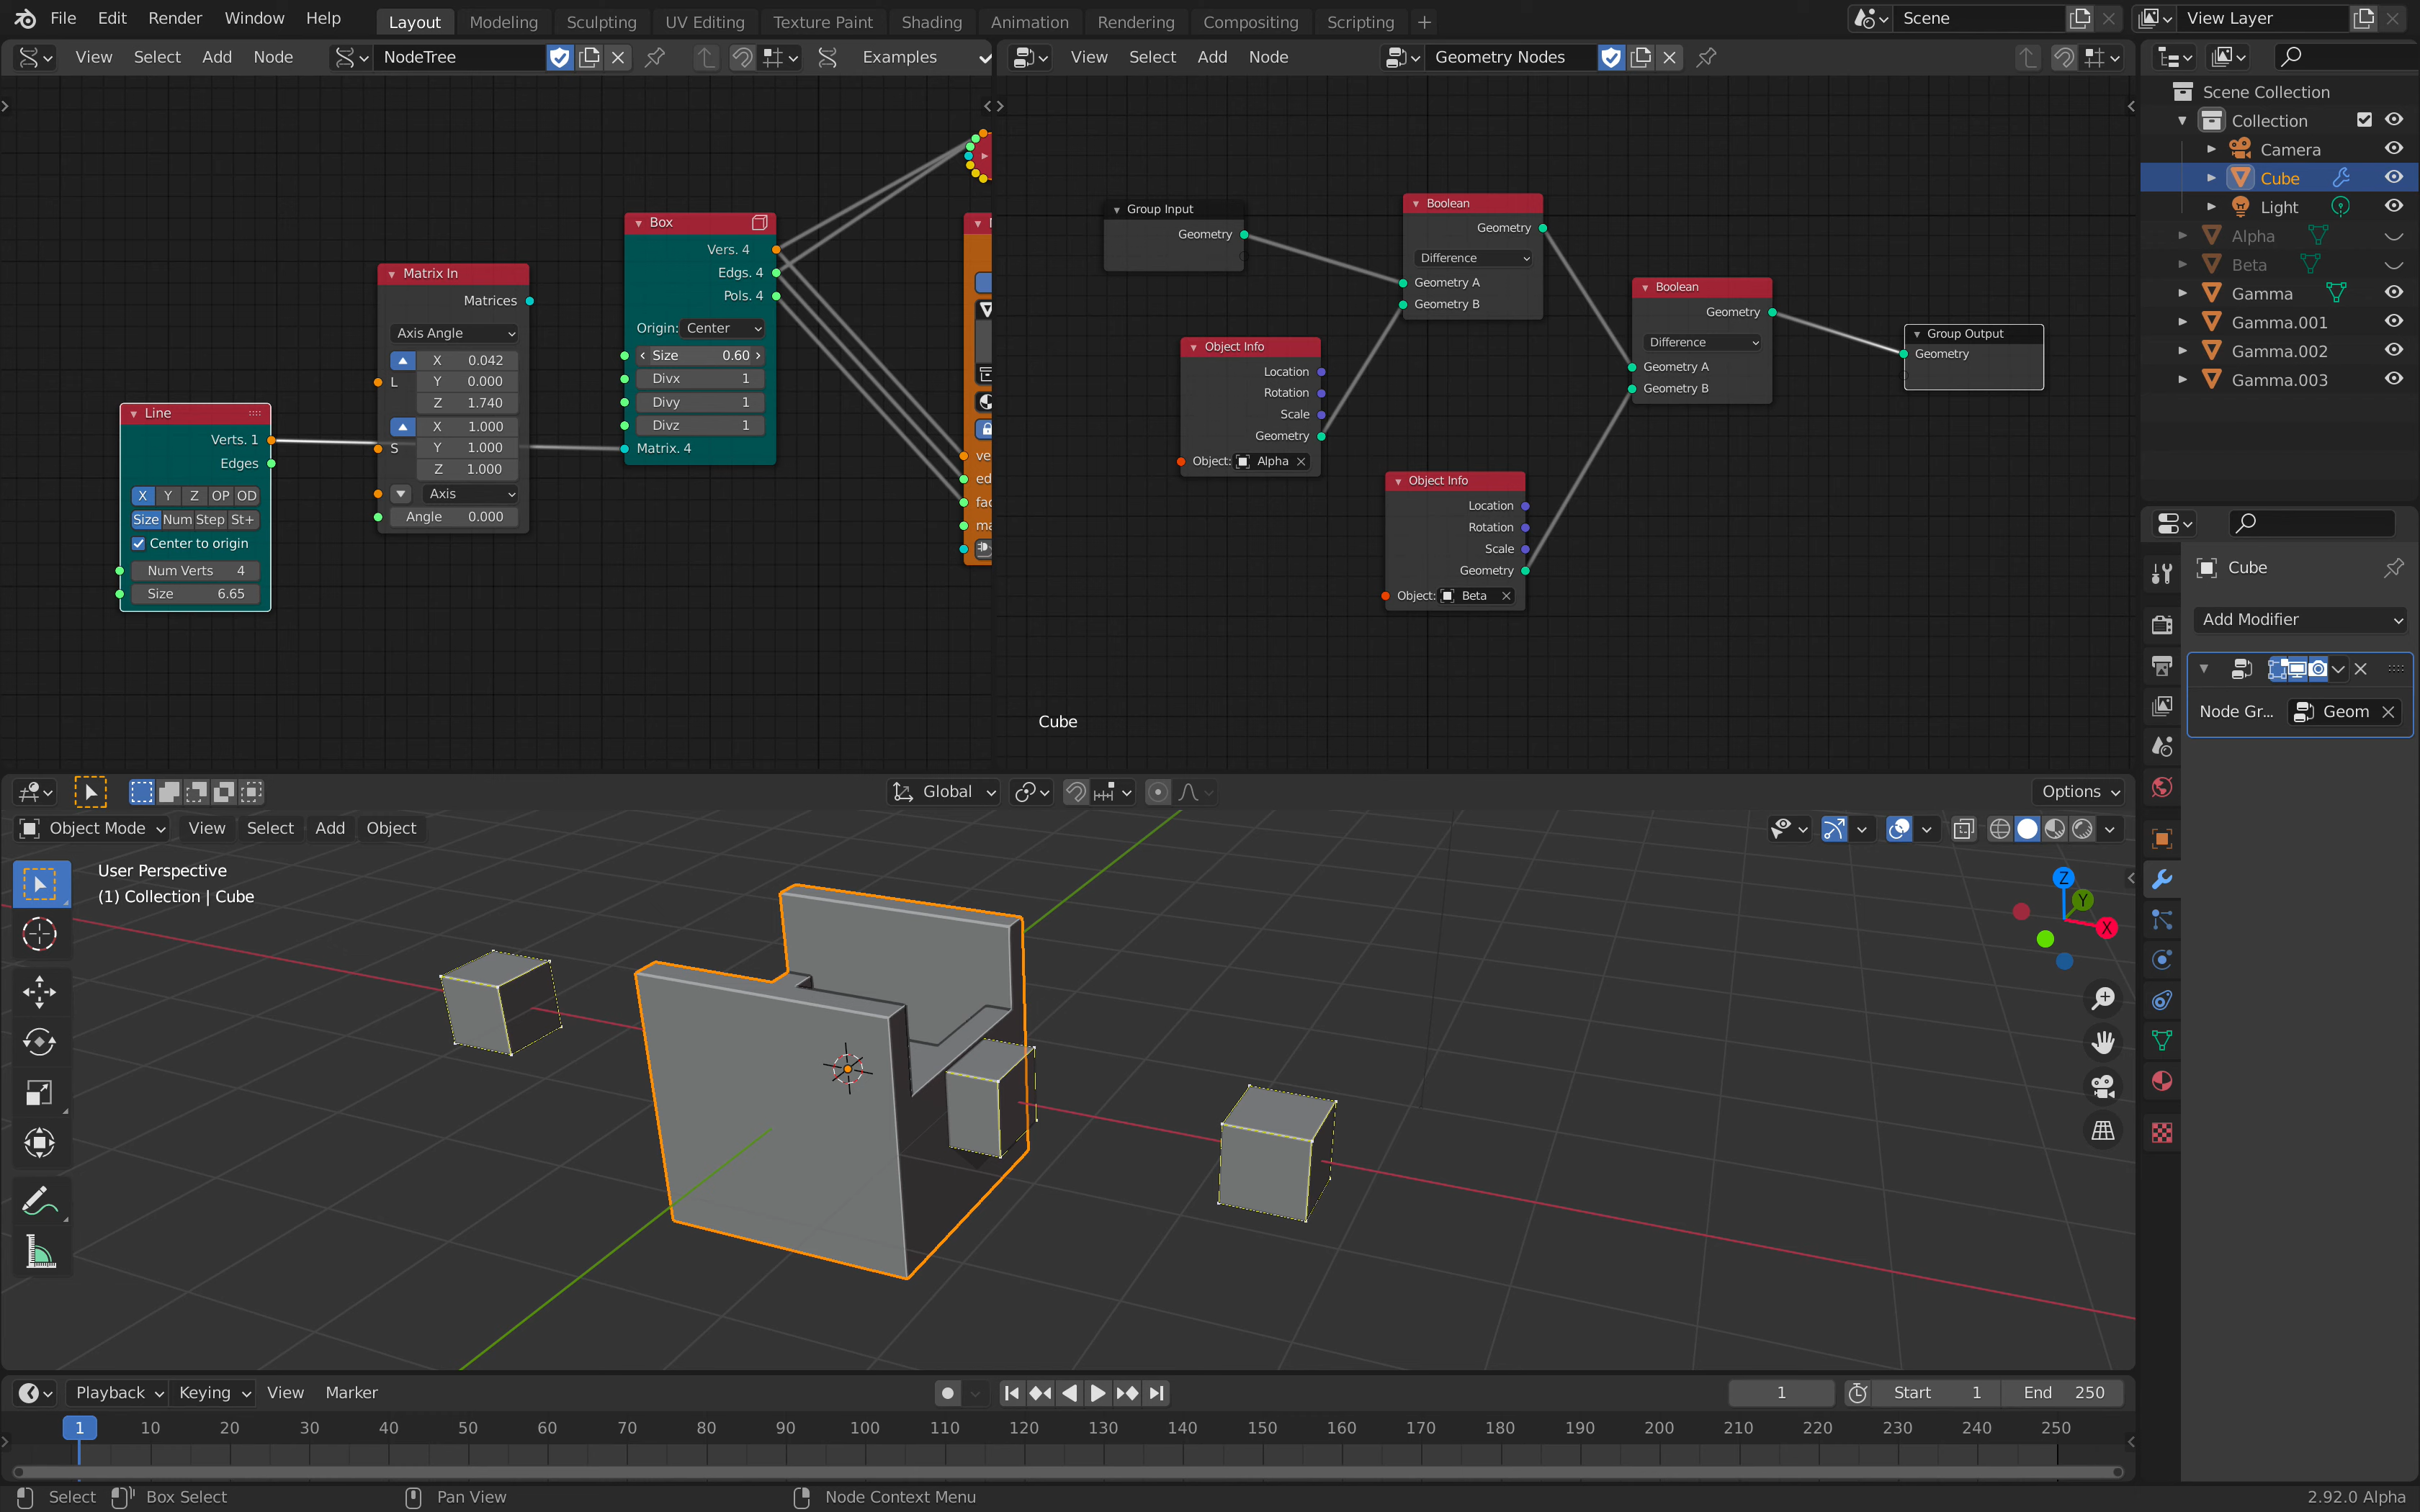 File Edit Render Window Help Layout Modeling Sculpting UV Editing Texture Paint Shading Animation Rendering Compositing Scripting + Scene View Layer
View Select Add Node NodeTree Examples View Select Add Node Geometry Nodes
Scene Collection
Collection
Camera
Cube
Light
Alpha
Beta
Gamma
Gamma.001
Gamma.002
Gamma.003
Line
Verts. 1
Edges
X Y Z OP OD
Size Num Step St+
Center to origin
Num Verts 4
Size 6.65
Matrix In
Matrices
Axis Angle
X 0.042
L Y 0.000
Z 1.740
X 1.000
S Y 1.000
Z 1.000
Axis
Angle 0.000
Box
Vers. 4
Edgs. 4
Pols. 4
Origin: Center
Size 0.60
Divx 1
Divy 1
Divz 1
Matrix. 4
ve
ed
fac
ma
Group Input
Geometry
Object Info
Location
Rotation
Scale
Geometry
Object: Alpha
Boolean
Geometry
Difference
Geometry A
Geometry B
Object Info
Location
Rotation
Scale
Geometry
Object: Beta
Boolean
Geometry
Difference
Geometry A
Geometry B
Group Output
Geometry
Cube
Cube
Add Modifier
Node Gr... Geom
Global Options
Object Mode View Select Add Object
User Perspective
(1) Collection | Cube
Z
Y
X
Playback Keying View Marker 1 Start 1 End 250
1 10 20 30 40 50 60 70 80 90 100 110 120 130 140 150 160 170 180 190 200 210 220 230 240 250
Select Box Select Pan View Node Context Menu 2.92.0 Alpha